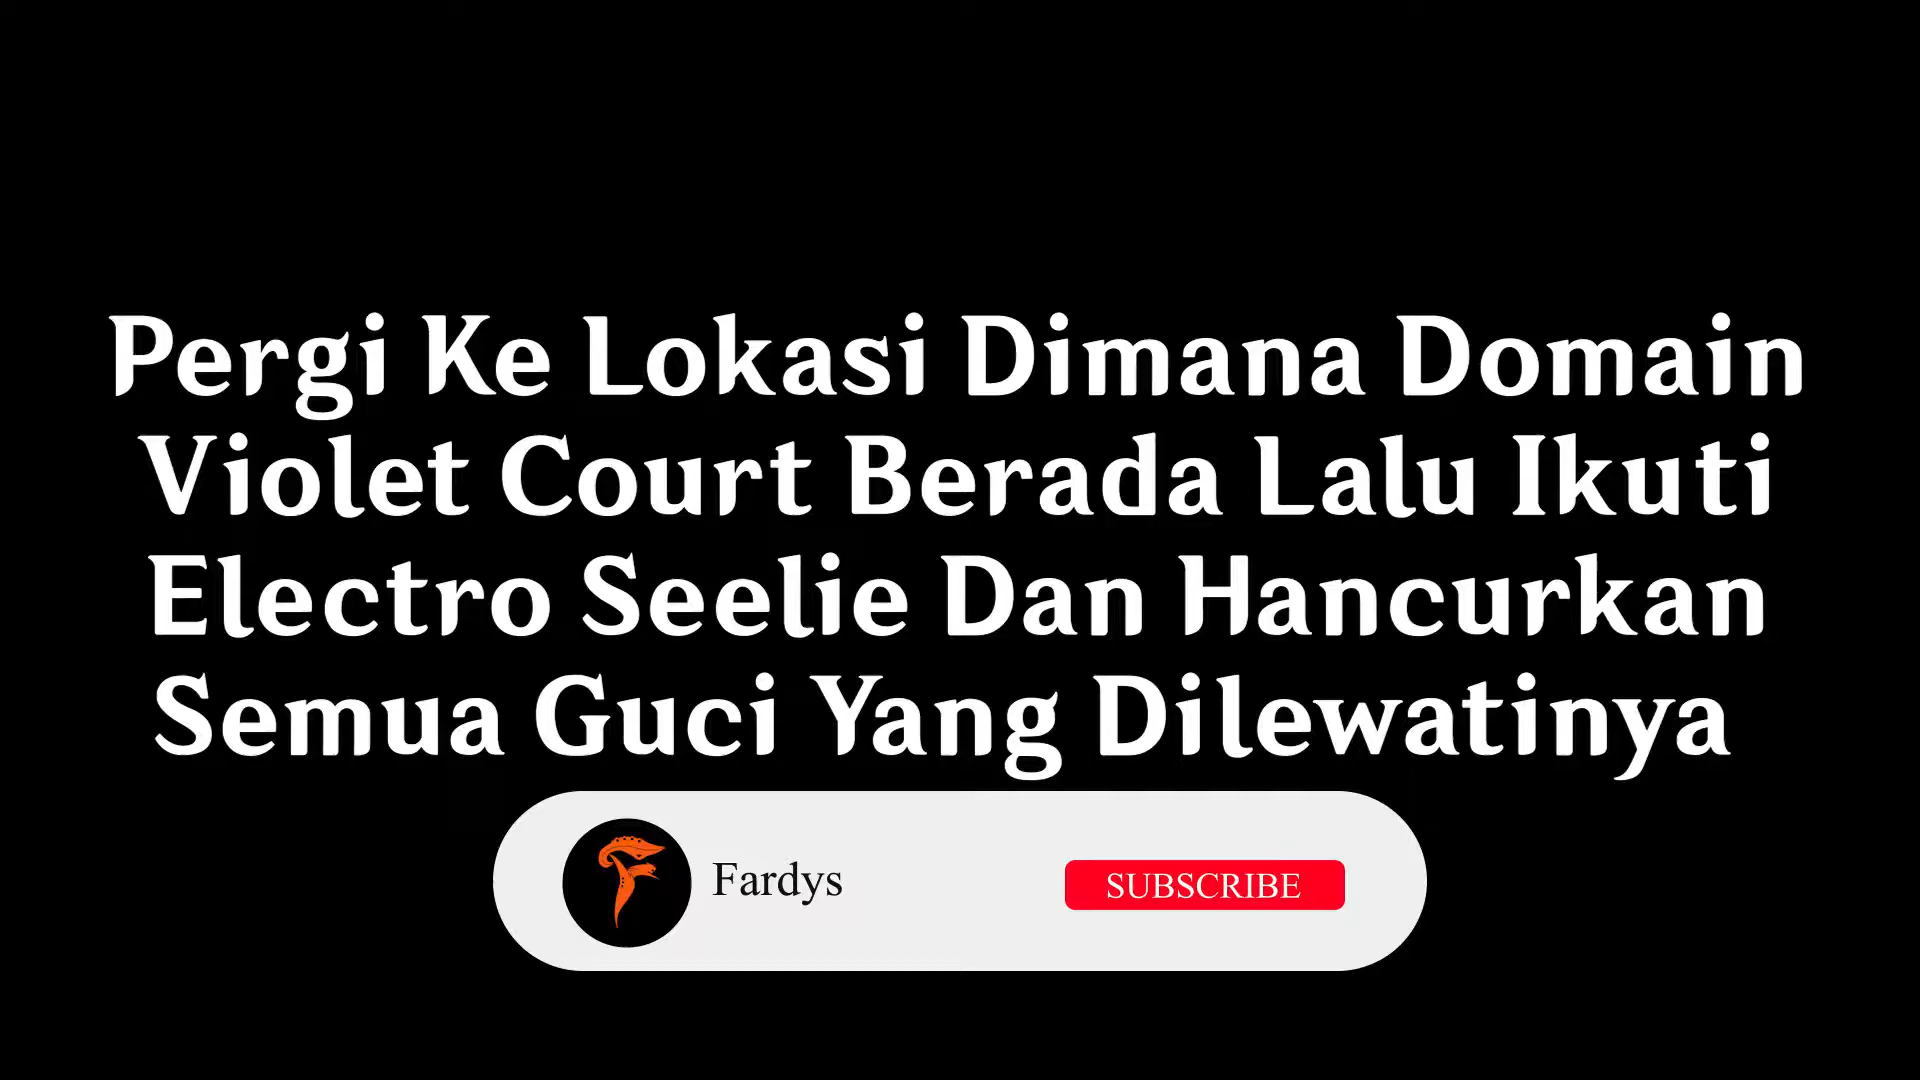 Pergi Ke Lokasi Dimana Domain
Violet Court Berada Lalu Ikuti
Electro Seelie Dan Hancurkan
Semua Guci Yang Dilewatinya
Fardys
SUBSCRIBE